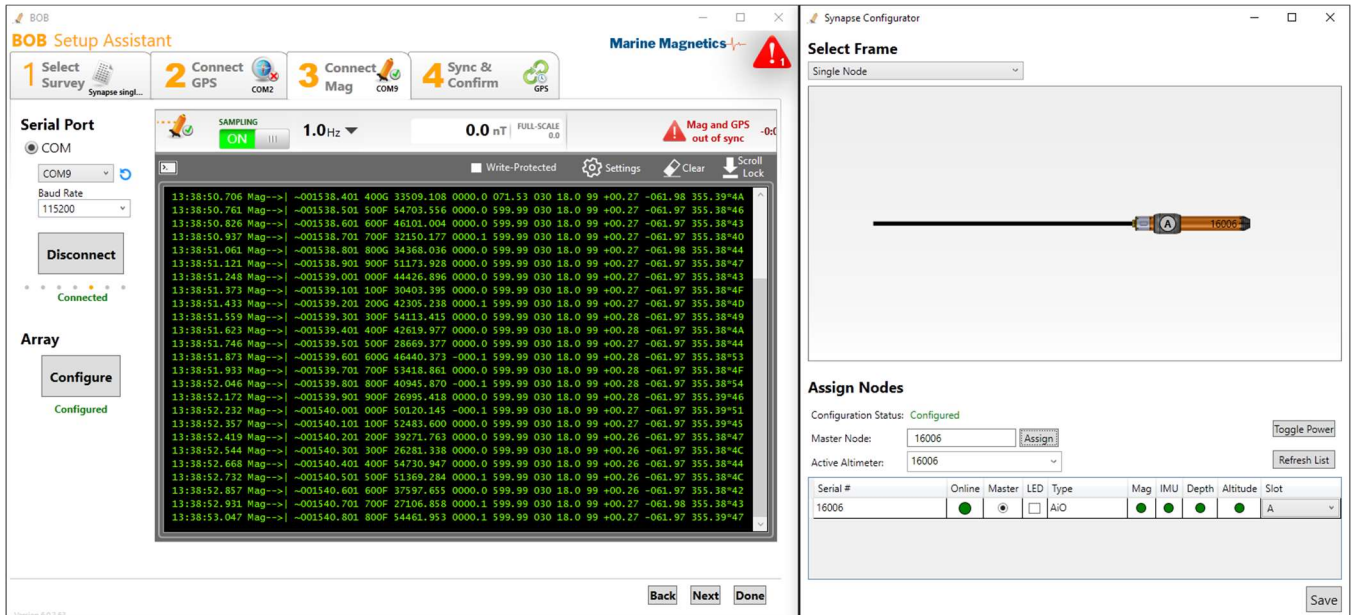 BOB
BOB Setup Assistant
Marine Magnetics
1
1 Select Survey
Synapse singl...
2 Connect GPS
COM2
3 Connect Mag
COM9
4 Sync & Confirm
GPS
Serial Port
COM
COM9
Baud Rate
115200
Disconnect
Connected
Array
Configure
Configured
SAMPLING
ON
1.0Hz
0.0 nT
FULL-SCALE
0.0
Mag and GPS
out of sync
-0:0
Write-Protected
Settings
Clear
Scroll
Lock
13:38:50.706 Mag-->| ~001538.401 400G 33509.108 0000.0 071.53 030 18.0 99 +00.27 -061.98 355.39*4A
13:38:50.761 Mag-->| ~001538.501 500F 54703.556 0000.0 599.99 030 18.0 99 +00.27 -061.97 355.38*46
13:38:50.826 Mag-->| ~001538.601 600F 46101.004 0000.0 599.99 030 18.0 99 +00.27 -061.97 355.38*43
13:38:50.937 Mag-->| ~001538.701 700F 32150.177 0000.1 599.99 030 18.0 99 +00.27 -061.97 355.38*40
13:38:51.061 Mag-->| ~001538.801 800G 34368.036 0000.0 599.99 030 18.0 99 +00.27 -061.98 355.38*44
13:38:51.121 Mag-->| ~001538.901 900F 51173.928 0000.0 599.99 030 18.0 99 +00.27 -061.97 355.38*47
13:38:51.248 Mag-->| ~001539.001 000F 44426.896 0000.0 599.99 030 18.0 99 +00.27 -061.97 355.38*43
13:38:51.373 Mag-->| ~001539.101 100F 30403.395 0000.0 599.99 030 18.0 99 +00.27 -061.97 355.38*4F
13:38:51.433 Mag-->| ~001539.201 200G 42305.238 0000.1 599.99 030 18.0 99 +00.27 -061.97 355.38*4D
13:38:51.559 Mag-->| ~001539.301 300F 54113.415 0000.0 599.99 030 18.0 99 +00.28 -061.97 355.38*49
13:38:51.623 Mag-->| ~001539.401 400F 42619.977 0000.0 599.99 030 18.0 99 +00.28 -061.97 355.38*4A
13:38:51.746 Mag-->| ~001539.501 500F 28669.377 0000.0 599.99 030 18.0 99 +00.27 -061.97 355.38*44
13:38:51.873 Mag-->| ~001539.601 600G 46440.373 -000.1 599.99 030 18.0 99 +00.28 -061.97 355.38*53
13:38:51.933 Mag-->| ~001539.701 700F 53418.861 0000.0 599.99 030 18.0 99 +00.28 -061.97 355.38*4F
13:38:52.046 Mag-->| ~001539.801 800F 40945.870 -000.1 599.99 030 18.0 99 +00.28 -061.97 355.38*54
13:38:52.172 Mag-->| ~001539.901 900F 26995.418 0000.0 599.99 030 18.0 99 +00.28 -061.97 355.39*46
13:38:52.232 Mag-->| ~001540.001 000F 50120.145 -000.1 599.99 030 18.0 99 +00.27 -061.97 355.39*51
13:38:52.357 Mag-->| ~001540.101 100F 52483.600 0000.0 599.99 030 18.0 99 +00.27 -061.97 355.39*45
13:38:52.419 Mag-->| ~001540.201 200F 39271.763 0000.0 599.99 030 18.0 99 +00.26 -061.97 355.38*47
13:38:52.544 Mag-->| ~001540.301 300F 26281.338 0000.0 599.99 030 18.0 99 +00.26 -061.97 355.38*4C
13:38:52.668 Mag-->| ~001540.401 400F 54730.947 0000.0 599.99 030 18.0 99 +00.26 -061.97 355.38*44
13:38:52.732 Mag-->| ~001540.501 500F 51369.284 0000.1 599.99 030 18.0 99 +00.26 -061.97 355.38*4C
13:38:52.857 Mag-->| ~001540.601 600F 37597.655 0000.0 599.99 030 18.0 99 +00.26 -061.97 355.38*42
13:38:52.931 Mag-->| ~001540.701 700F 27106.858 0000.1 599.99 030 18.0 99 +00.27 -061.98 355.38*43
13:38:53.047 Mag-->| ~001540.801 800F 54461.953 0000.1 599.99 030 18.0 99 +00.27 -061.97 355.39*47
Back Next Done
Synapse Configurator
Select Frame
Single Node
A
16006
Assign Nodes
Configuration Status: Configured
Toggle Power
Master Node: 16006 Assign
Active Altimeter: 16006
Refresh List
Serial # Online Master LED Type Mag IMU Depth Altitude Slot
16006 AiO A
Save